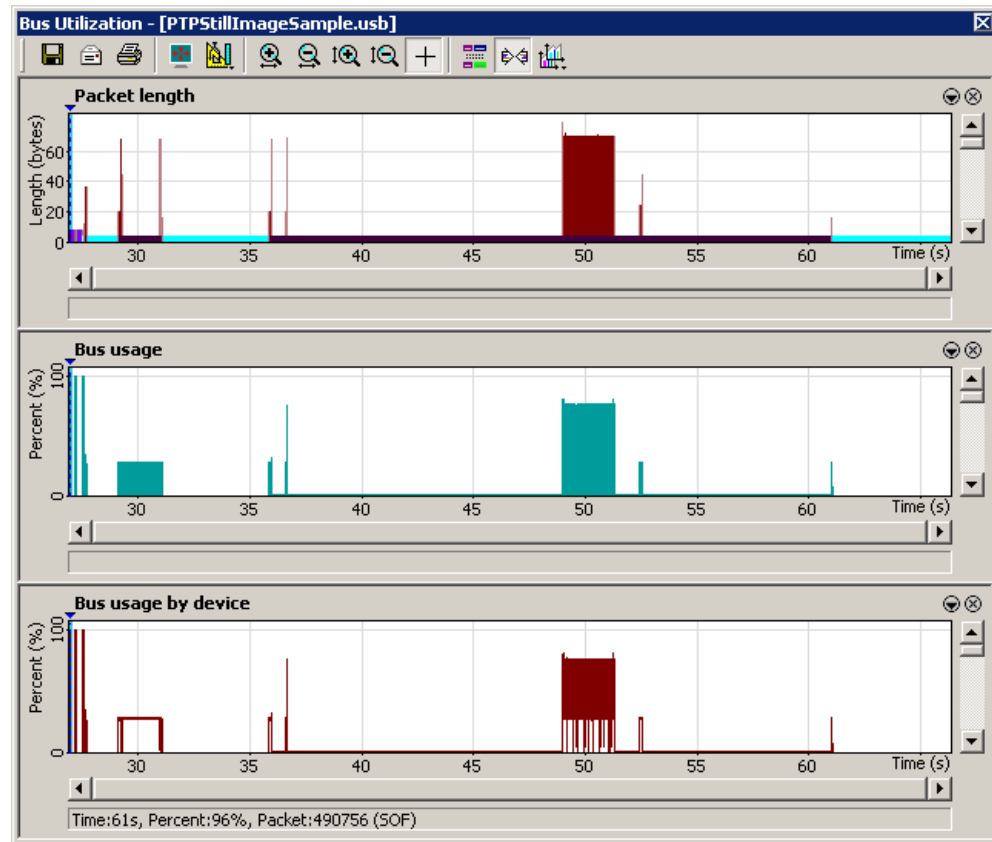 Bus Utilization - [PTPStillImageSample.usb]
Packet length
Length (bytes)
60
40
20
0
30 35 40 45 50 55 60 Time (s)
Bus usage
Percent (%)
100
0
30 35 40 45 50 55 60 Time (s)
Bus usage by device
Percent (%)
100
0
30 35 40 45 50 55 60 Time (s)
Time:61s, Percent:96%, Packet:490756 (SOF)